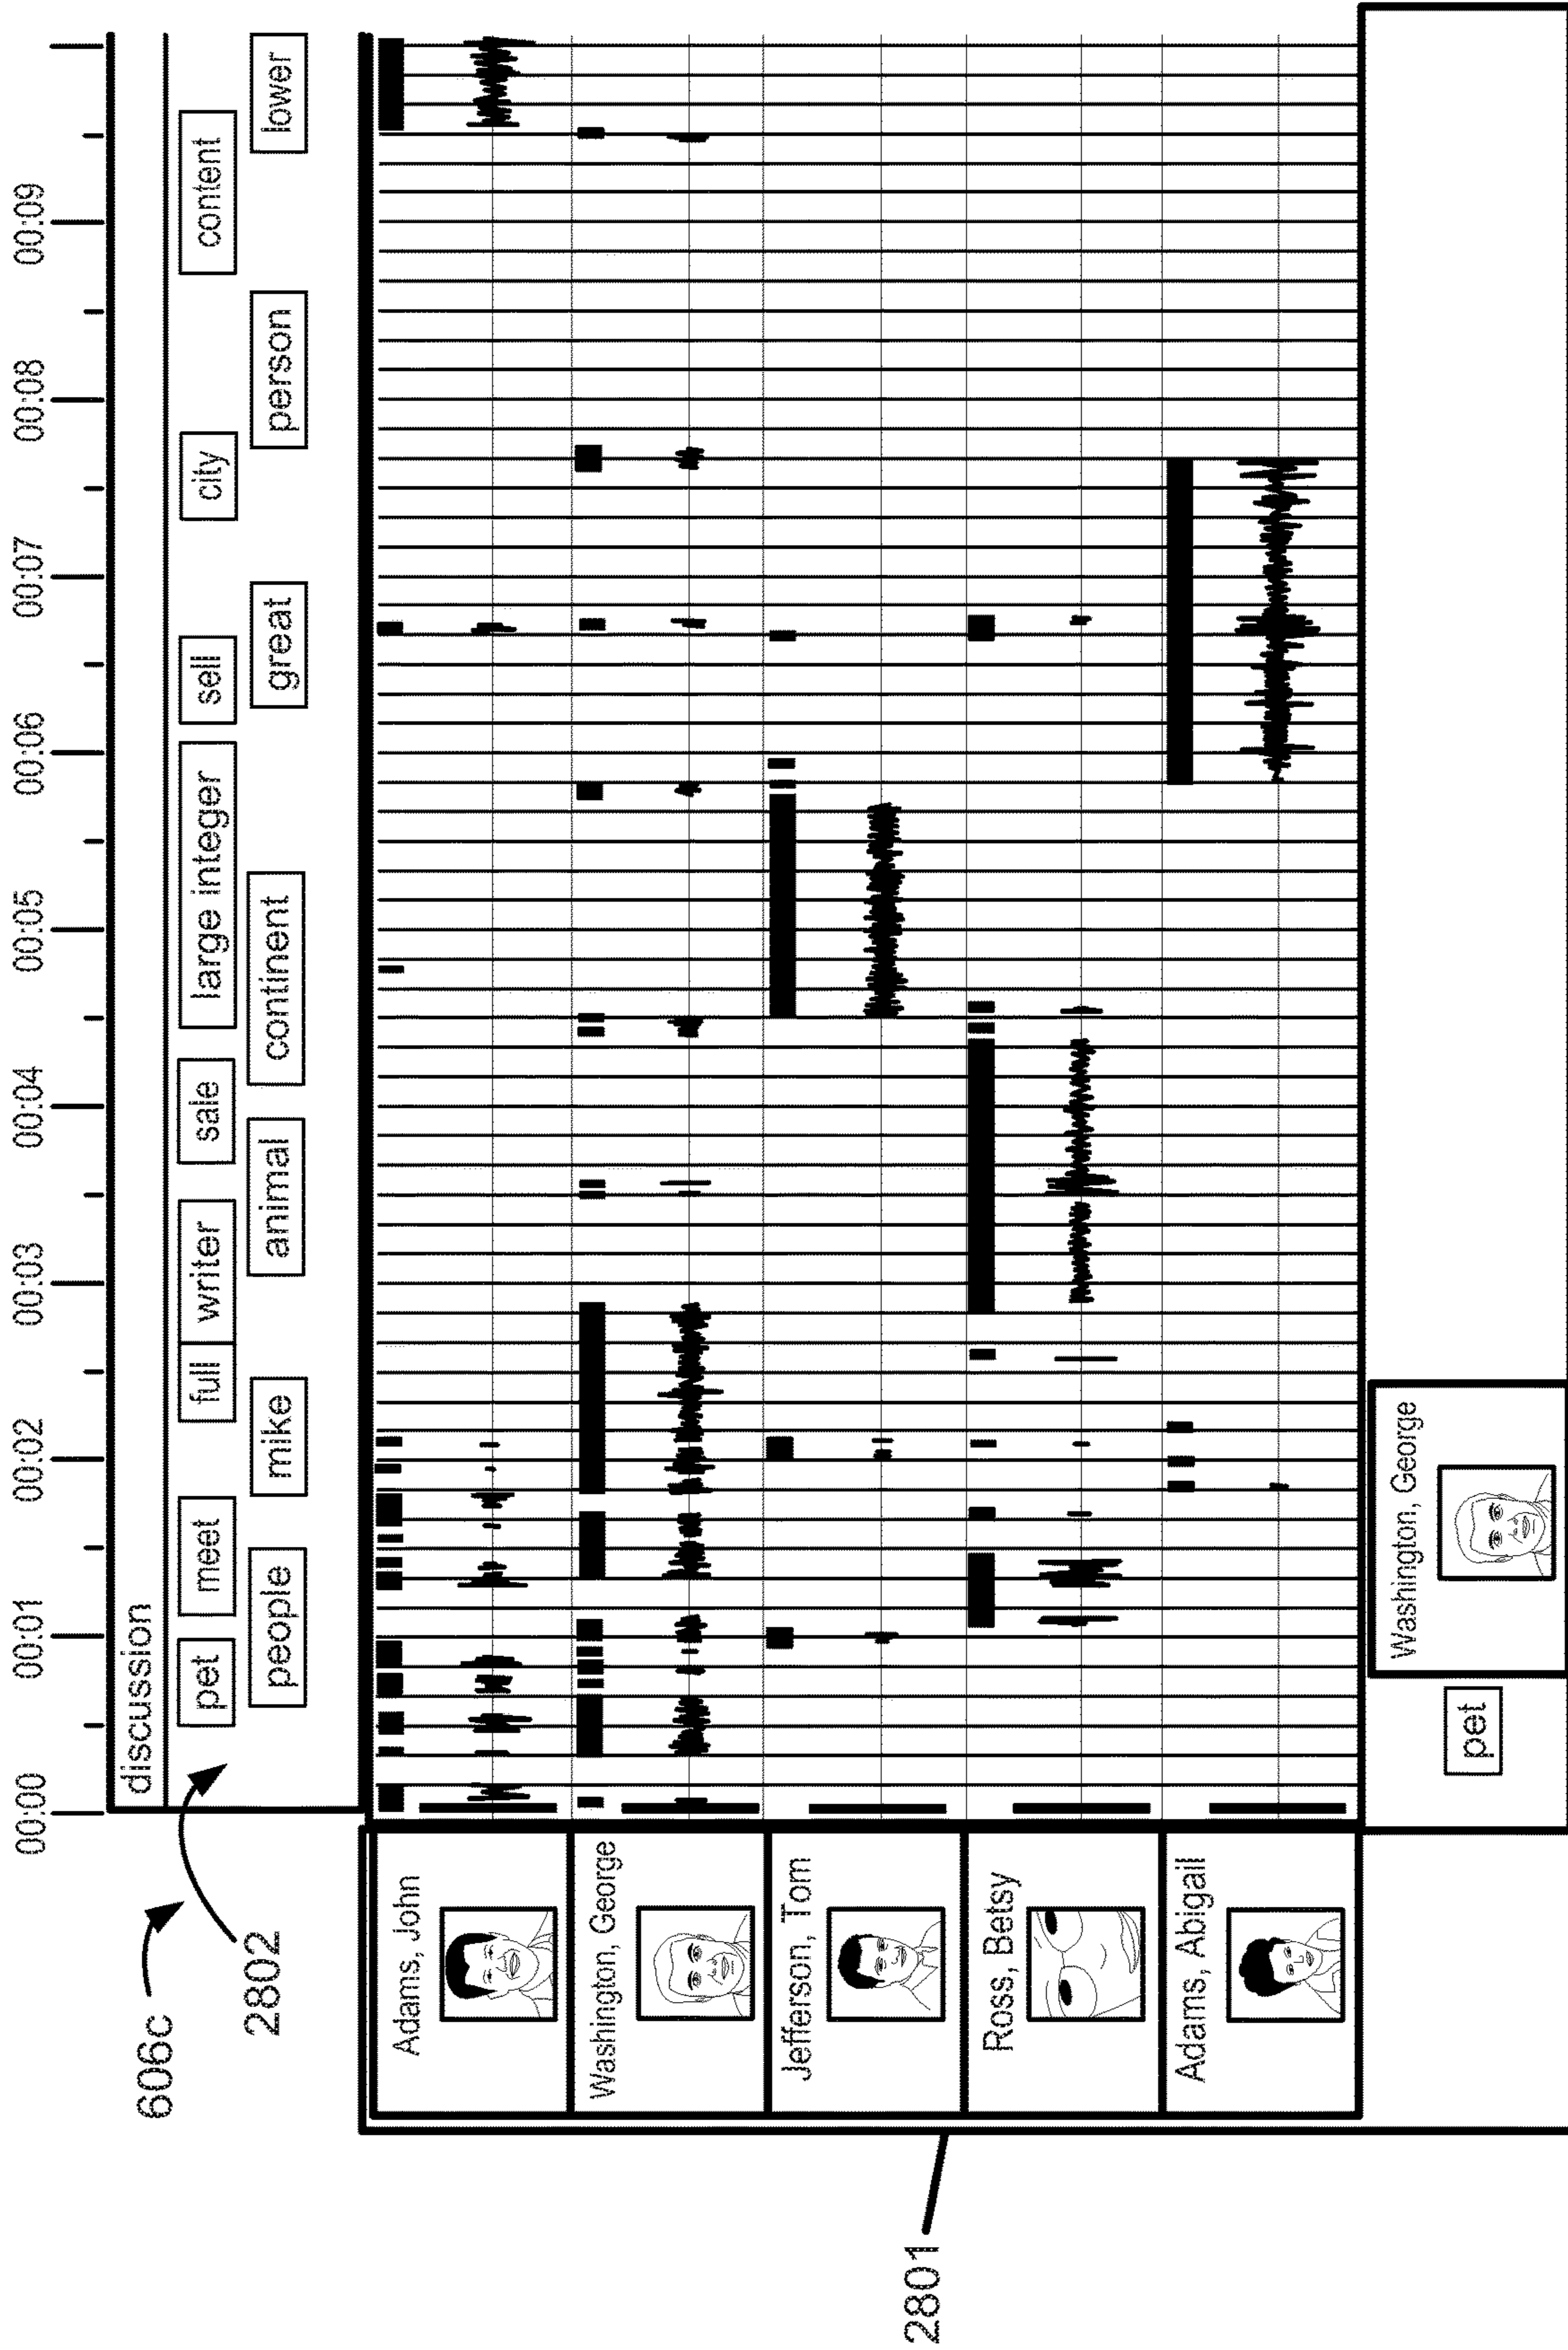 606c
2802
2801
00:00 00:01 00:02 00:03 00:04 00:05 00:06 00:07 00:08 00:09
discussion
pet meet full writer sale large integer sell city content
people mike animal continent great person lower
Adams, John
Washington, George
Jefferson, Tom
Ross, Betsy
Adams, Abigail
pet
Washington, George